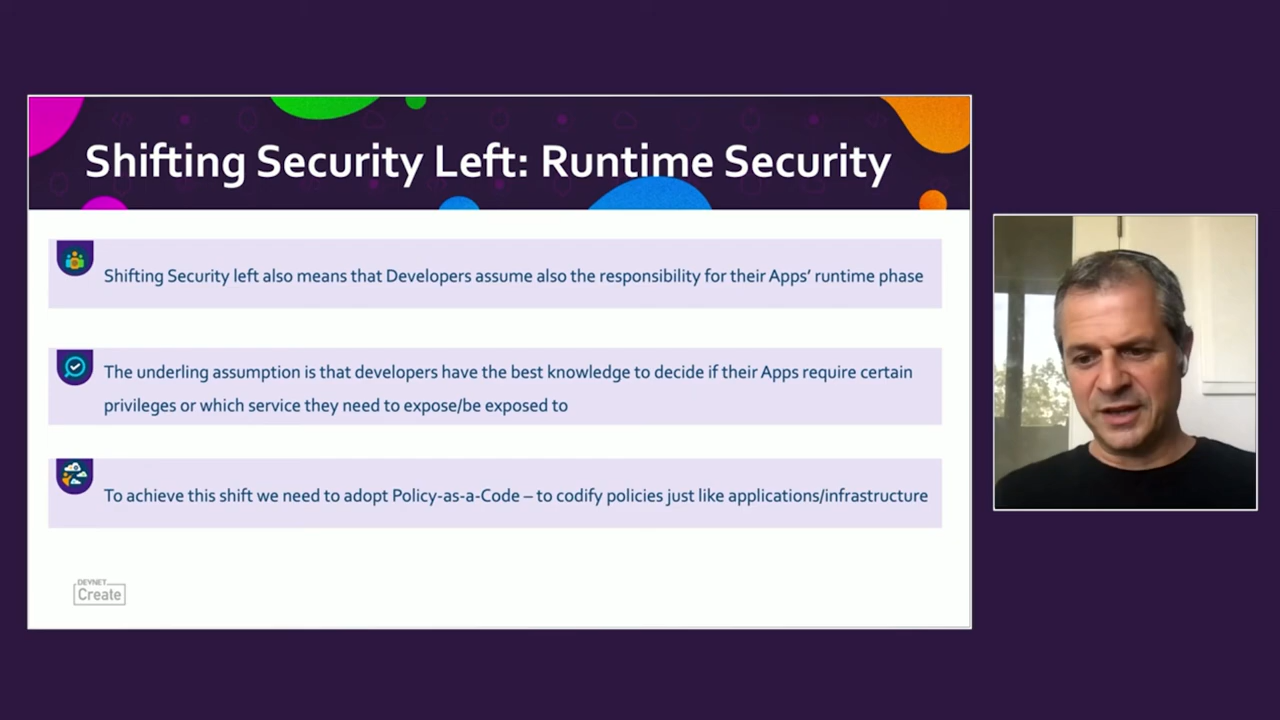 Shifting Security Left: Runtime Security
Shifting Security left also means that Developers assume also the responsibility for their Apps' runtime phase
The underling assumption is that developers have the best knowledge to decide if their Apps require certain
privileges or which service they need to expose/be exposed to
To achieve this shift we need to adopt Policy-as-a-Code – to codify policies just like applications/infrastructure
DEVNET
Create